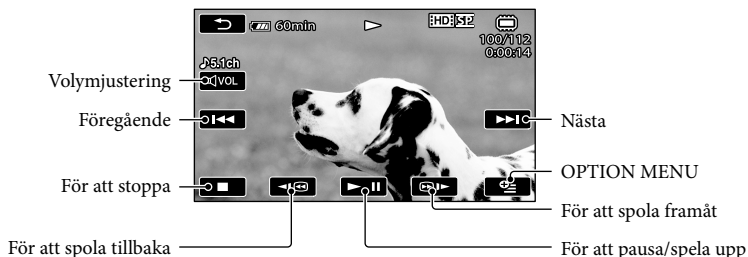 60min
HD SP
100/112
0:00:14
♪5.1ch
VOL
Volymjustering
Föregående
Nästa
För att stoppa
OPTION MENU
För att spola framåt
För att spola tillbaka
För att pausa/spela upp